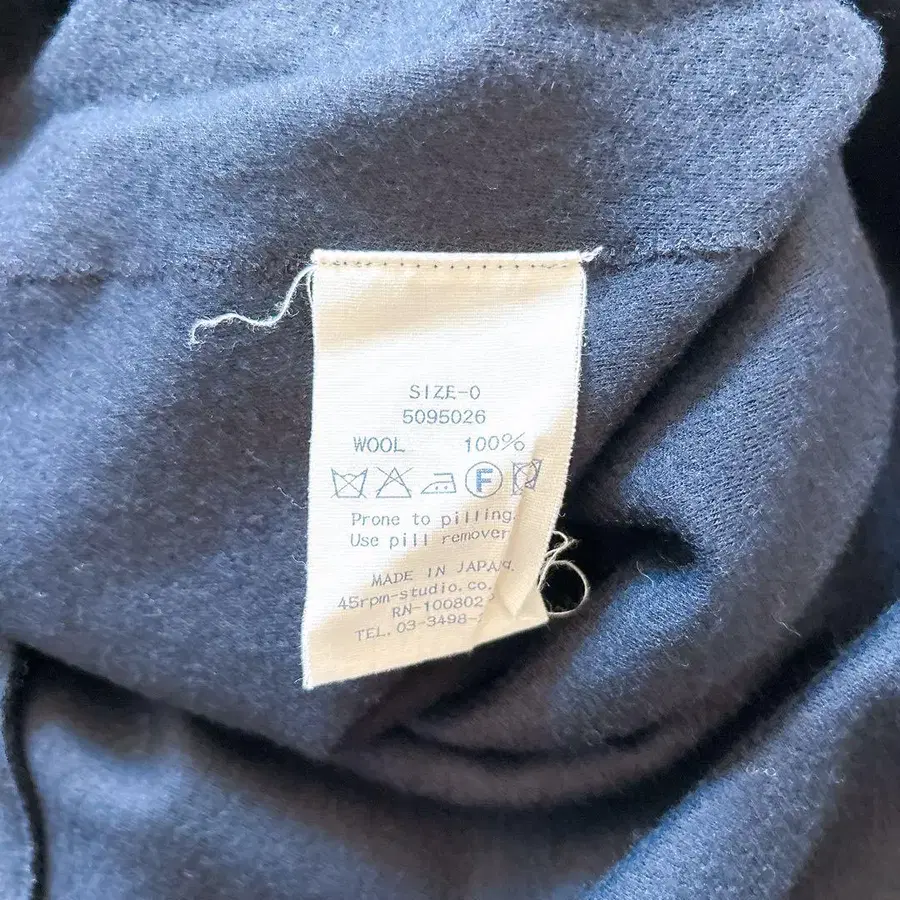 SIZE-0
5095026
WOOL 100%
F
Prone to pilling.
Use pill remover
MADE IN JAPAN.
45rpm-studio.co.
RN-100802
TEL. 03-3498-